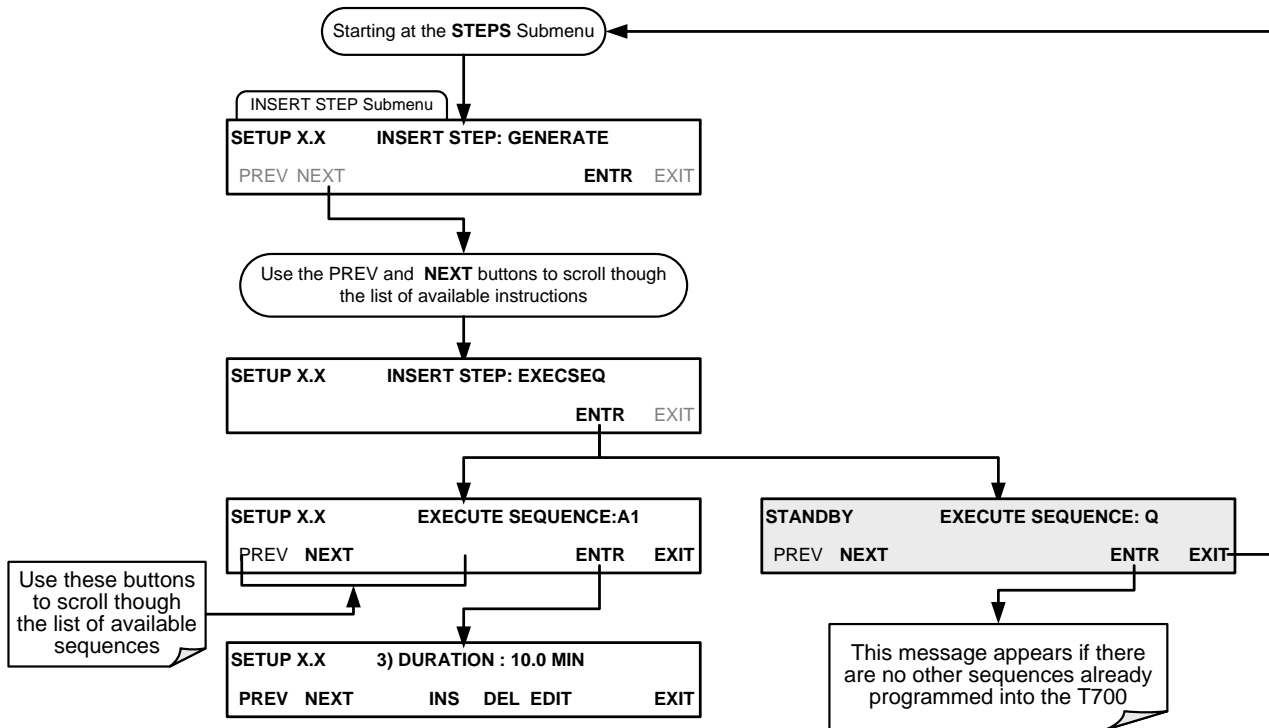 Starting at the STEPS Submenu
INSERT STEP Submenu
SETUP X.X INSERT STEP: GENERATE
PREV NEXT ENTR EXIT
Use the PREV and NEXT buttons to scroll though
the list of available instructions
SETUP X.X INSERT STEP: EXECSEQ
ENTR EXIT
SETUP X.X EXECUTE SEQUENCE:A1
PREV NEXT ENTR EXIT
STANDBY EXECUTE SEQUENCE: Q
PREV NEXT ENTR EXIT
Use these buttons
to scroll though
the list of available
sequences
SETUP X.X 3) DURATION : 10.0 MIN
PREV NEXT INS DEL EDIT EXIT
This message appears if there
are no other sequences already
programmed into the T700